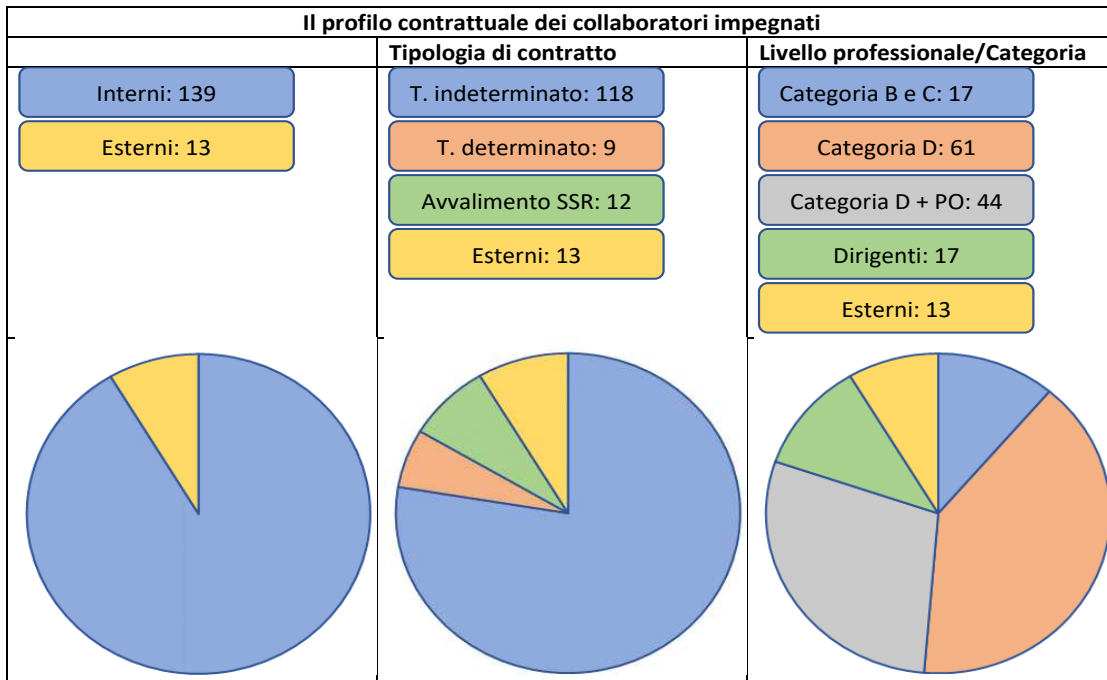 Il profilo contrattuale dei collaboratori impegnati
Tipologia di contratto
Livello professionale/Categoria
Interni: 139
Esterni: 13
T. indeterminato: 118
T. determinato: 9
Avvalimento SSR: 12
Esterni: 13
Categoria B e C: 17
Categoria D: 61
Categoria D + PO: 44
Dirigenti: 17
Esterni: 13